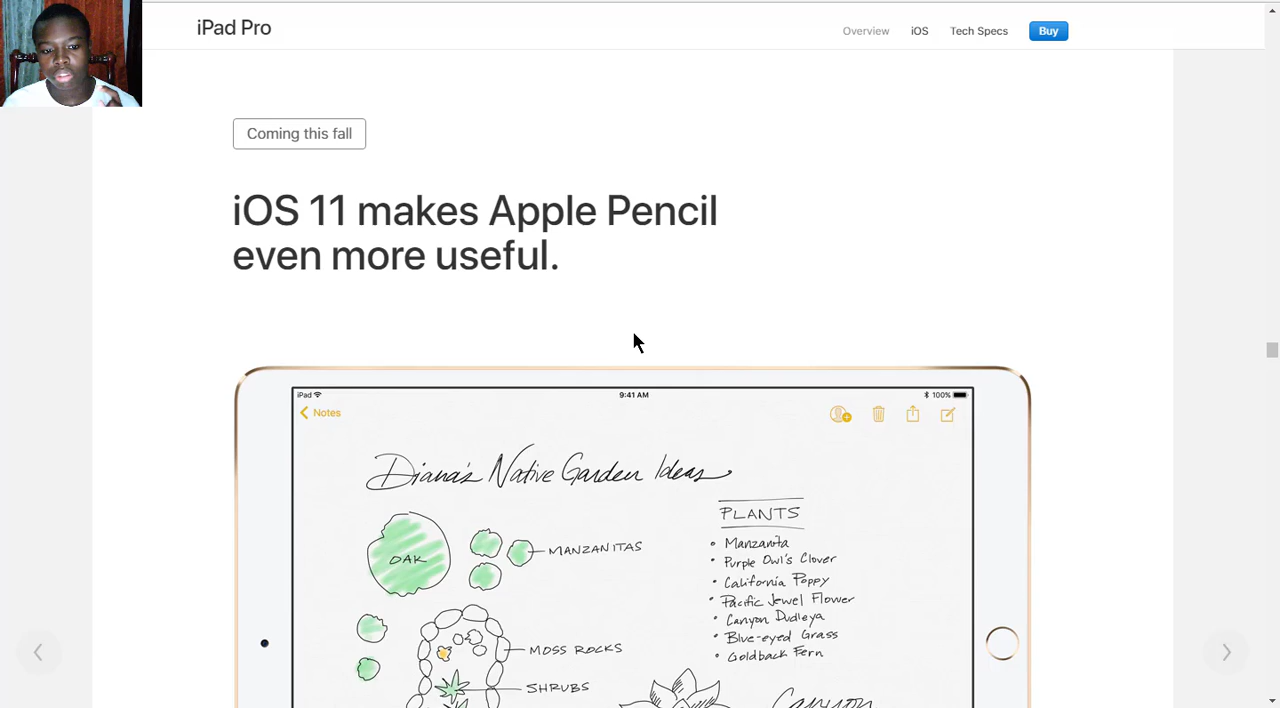 iPad Pro
Overview
iOS
Tech Specs
Buy
Coming this fall
iOS 11 makes Apple Pencil
even more useful.
iPad
9:41 AM
100%
Notes
Diana's Native Garden Ideas
PLANTS
OAK
MANZANITAS
• Manzanita
• Purple Owl's Clover
• California Poppy
• Pacific Jewel Flower
• Canyon Dudleya
• Blue-eyed Grass
• Goldback Fern
MOSS ROCKS
SHRUBS
Canyon